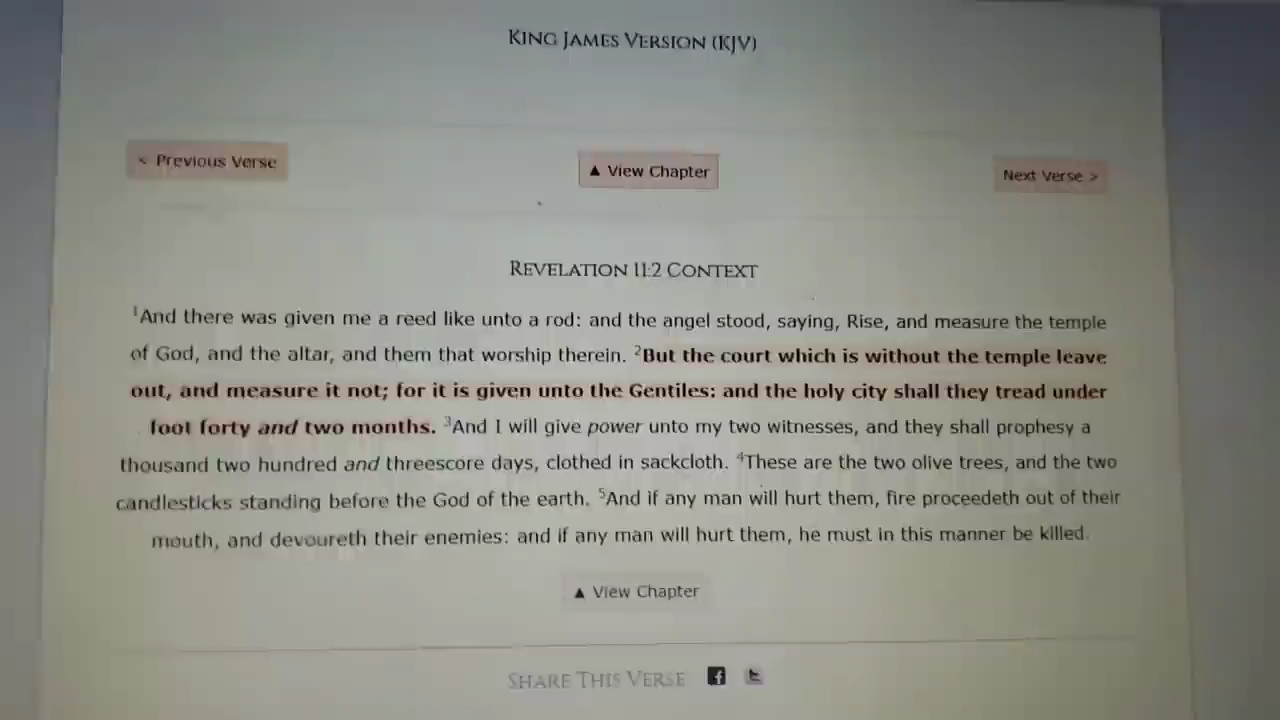 KING JAMES VERSION (KJV)
< Previous Verse
▲ View Chapter
Next Verse >
REVELATION 11:2 CONTEXT
1And there was given me a reed like unto a rod: and the angel stood, saying, Rise, and measure the temple
of God, and the altar, and them that worship therein. 2But the court which is without the temple leave
out, and measure it not; for it is given unto the Gentiles: and the holy city shall they tread under
foot forty and two months. 3And I will give power unto my two witnesses, and they shall prophesy a
thousand two hundred and threescore days, clothed in sackcloth. 4These are the two olive trees, and the two
candlesticks standing before the God of the earth. 5And if any man will hurt them, fire proceedeth out of their
mouth, and devoureth their enemies: and if any man will hurt them, he must in this manner be killed.
▲ View Chapter
SHARE THIS VERSE